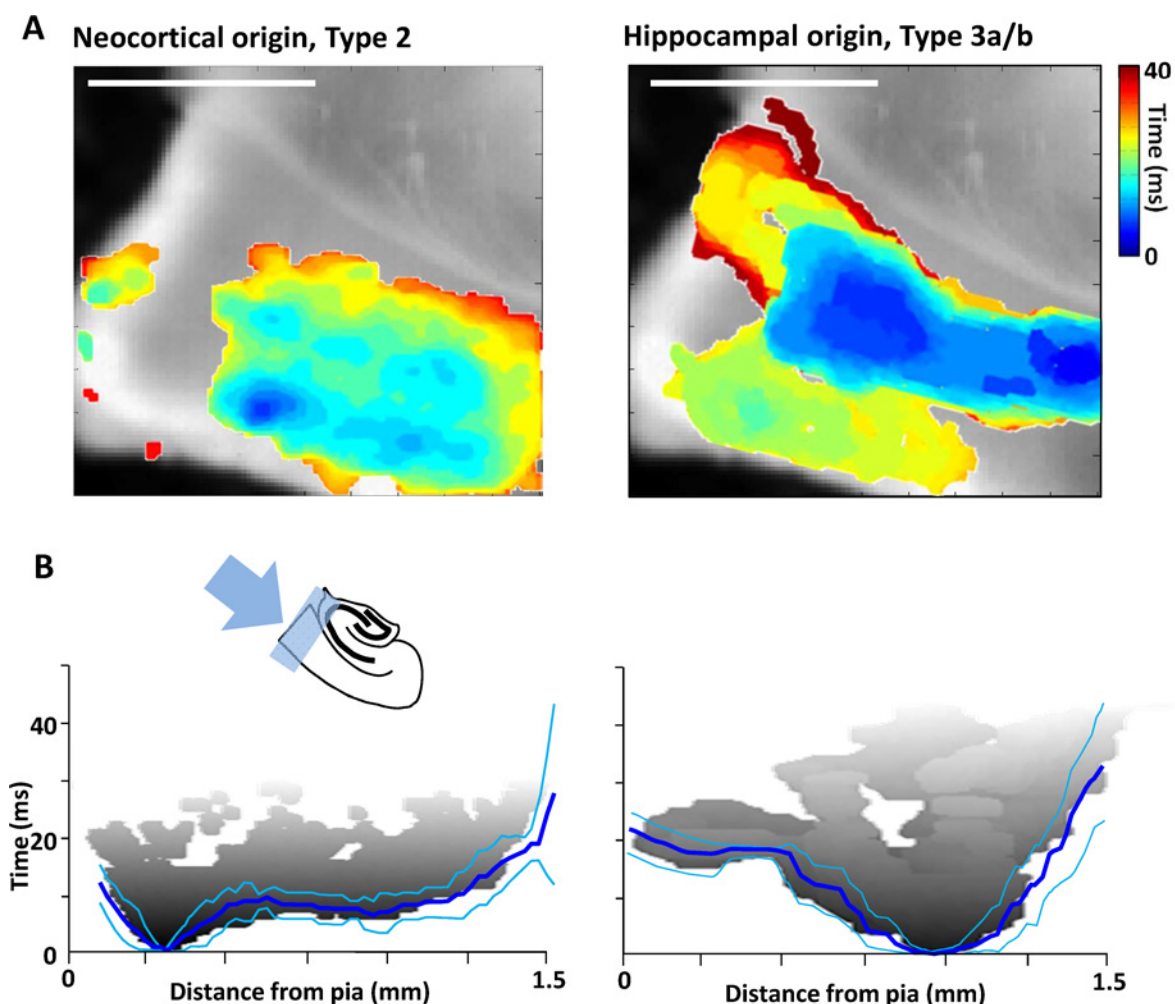 A
Neocortical origin, Type 2
Hippocampal origin, Type 3a/b
40
Time (ms)
0
B
Time (ms)
40
20
0
0
1.5
Distance from pia (mm)
0
1.5
Distance from pia (mm)